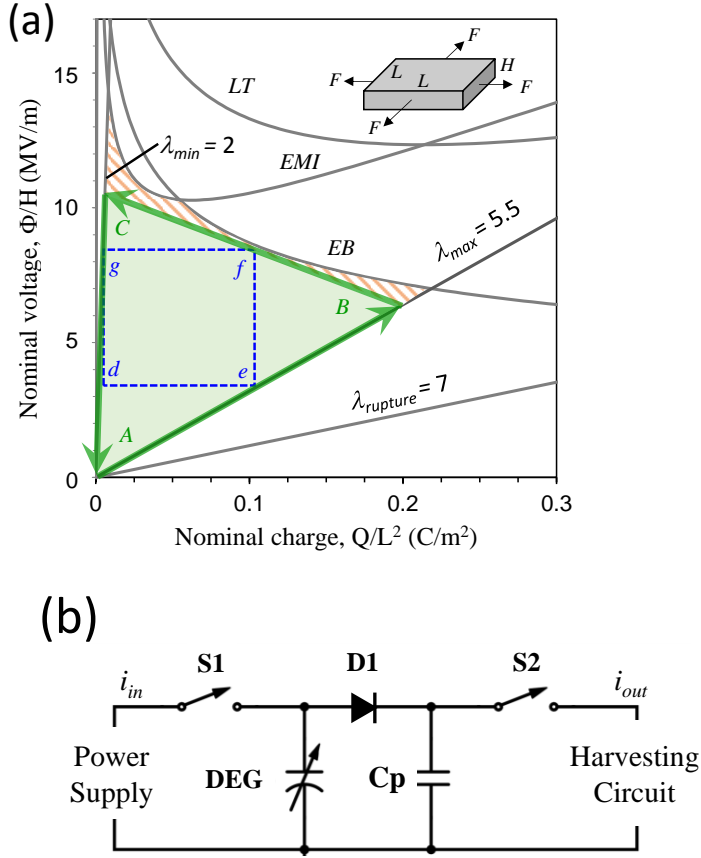 (a)
Nominal voltage, Φ/H (MV/m)
15
10
5
0
0
0.1
0.2
0.3
Nominal charge, Q/L² (C/m²)
LT
EMI
EB
λmin = 2
λmax = 5.5
λrupture = 7
F
F
F
F
L
L
H
C
B
A
g
f
d
e
(b)
S1
D1
S2
iin
iout
Power
Supply
DEG
Cp
Harvesting
Circuit